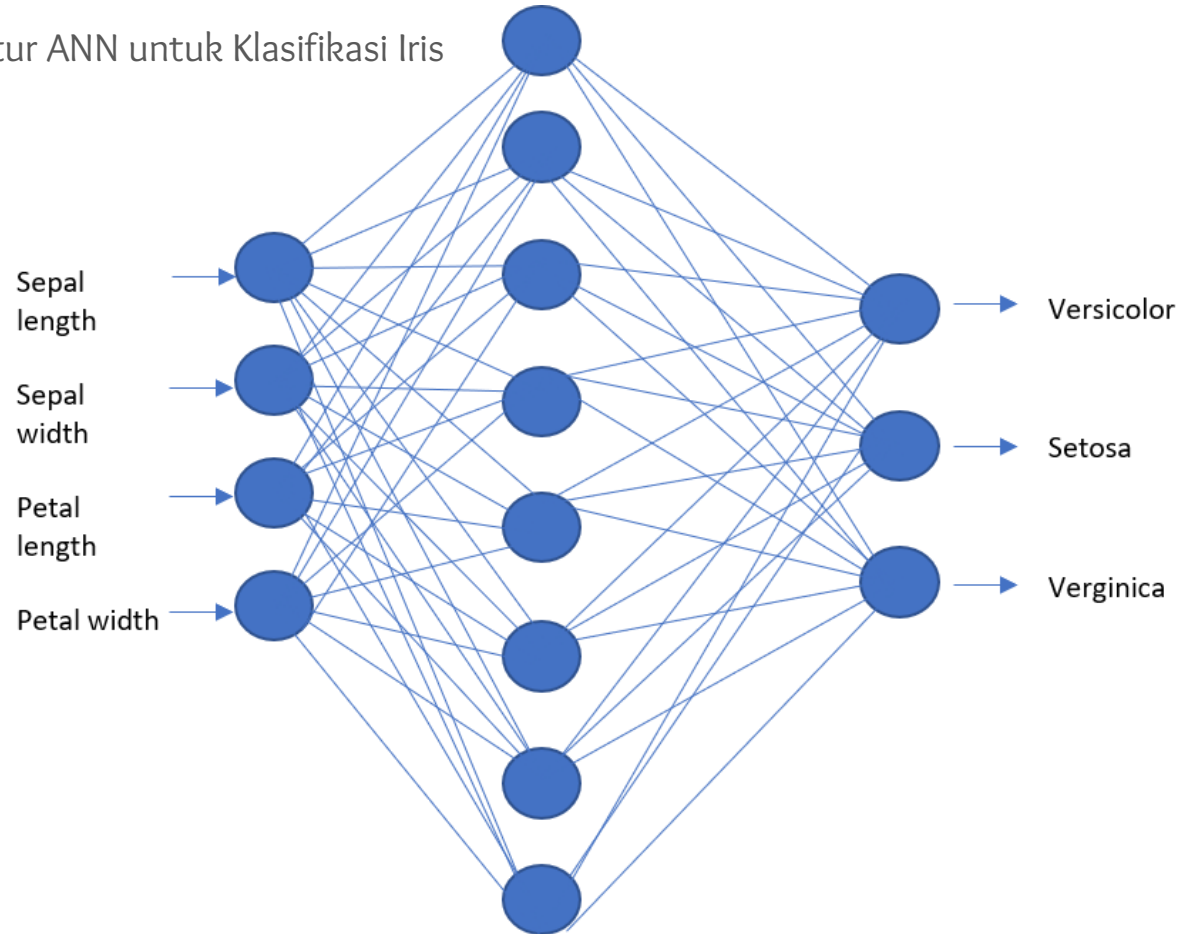 tur ANN untuk Klasifikasi Iris
Sepal
length
Sepal
width
Petal
length
Petal width
Versicolor
Setosa
Verginica